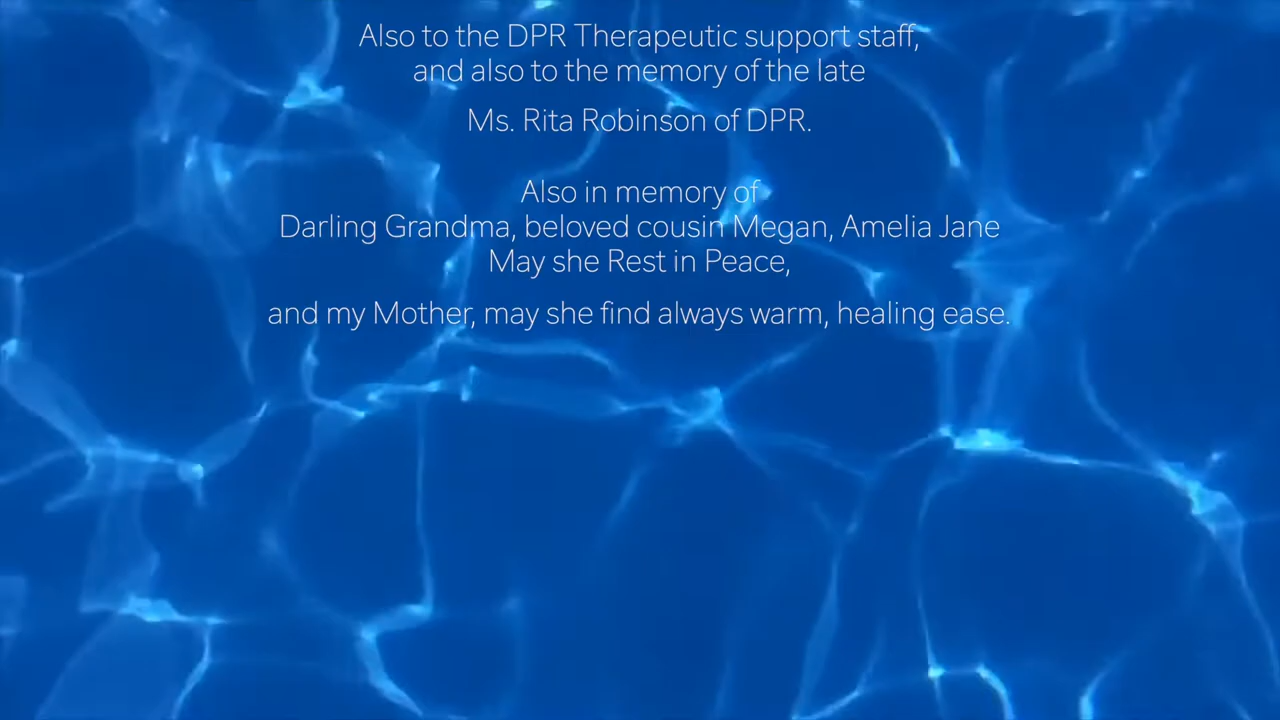 Also to the DPR Therapeutic support staff,
and also to the memory of the late
Ms. Rita Robinson of DPR.
Also in memory of
Darling Grandma, beloved cousin Megan, Amelia Jane
May she Rest in Peace,
and my Mother, may she find always warm, healing ease.